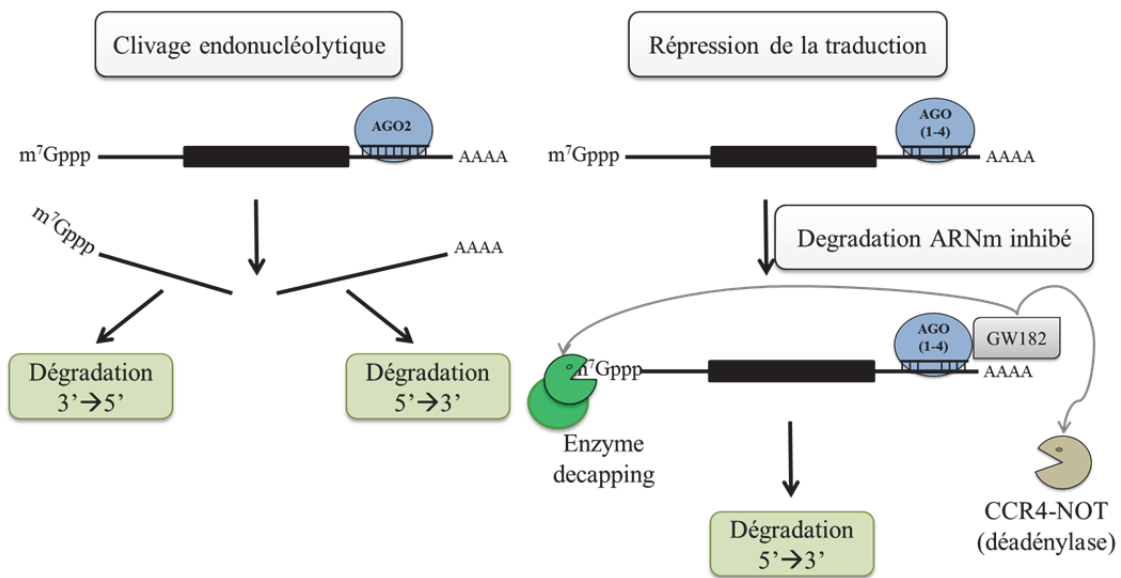 Clivage endonucléolytique
AGO2
m⁷Gppp
AAAA
m⁷Gppp
AAAA
Dégradation
3’→5’
Dégradation
5’→3’
Répression de la traduction
AGO
(1-4)
m⁷Gppp
AAAA
Degradation ARNm inhibé
AGO
(1-4)
GW182
m⁷Gppp
AAAA
Enzyme
decapping
CCR4-NOT
(déadénylase)
Dégradation
5’→3’